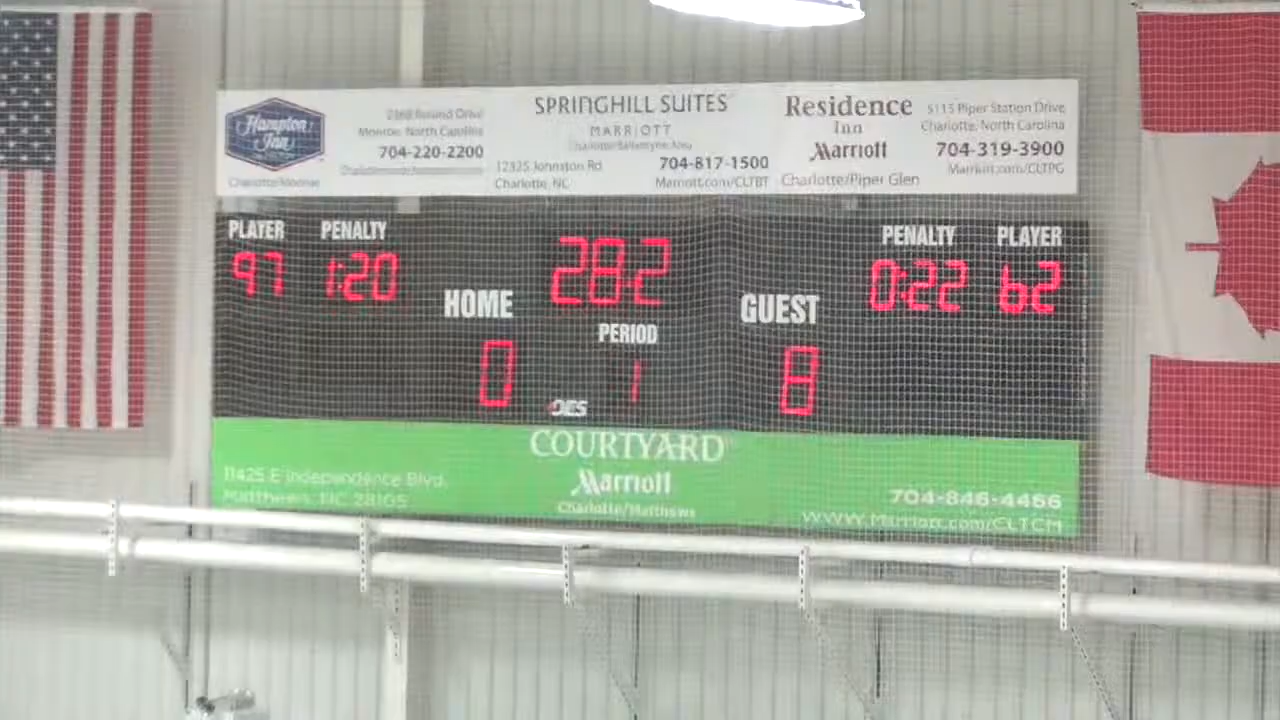 Hampton Inn
Monroe, North Carolina
704-220-2200
SPRINGHILL SUITES
MARRIOTT
12325 Johnston Rd
Charlotte, NC
704-817-1500
Marriott.com/CLTBT
Residence
Inn
Marriott
Charlotte/Piper Glen
5115 Piper Station Drive
Charlotte, North Carolina
704-319-3900
Marriott.com/CLTPG
PLAYER PENALTY
97 1:20
28.2
PENALTY PLAYER
0:22 62
HOME
GUEST
PERIOD
0 1 8
OES
COURTYARD
Marriott
Charlotte/Matthews
11425 E Independence Blvd.
Matthews, NC 28105
704-846-4466
WWW.Marriott.com/CLTCM